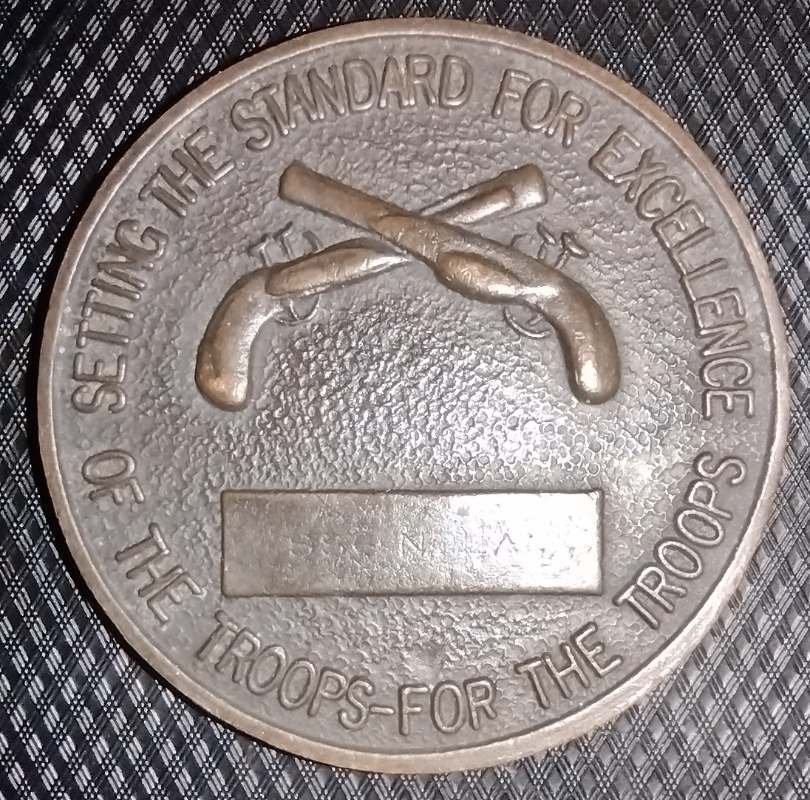 SETTING THE STANDARD FOR EXCELLENCE
OF THE TROOPS-FOR THE TROOPS